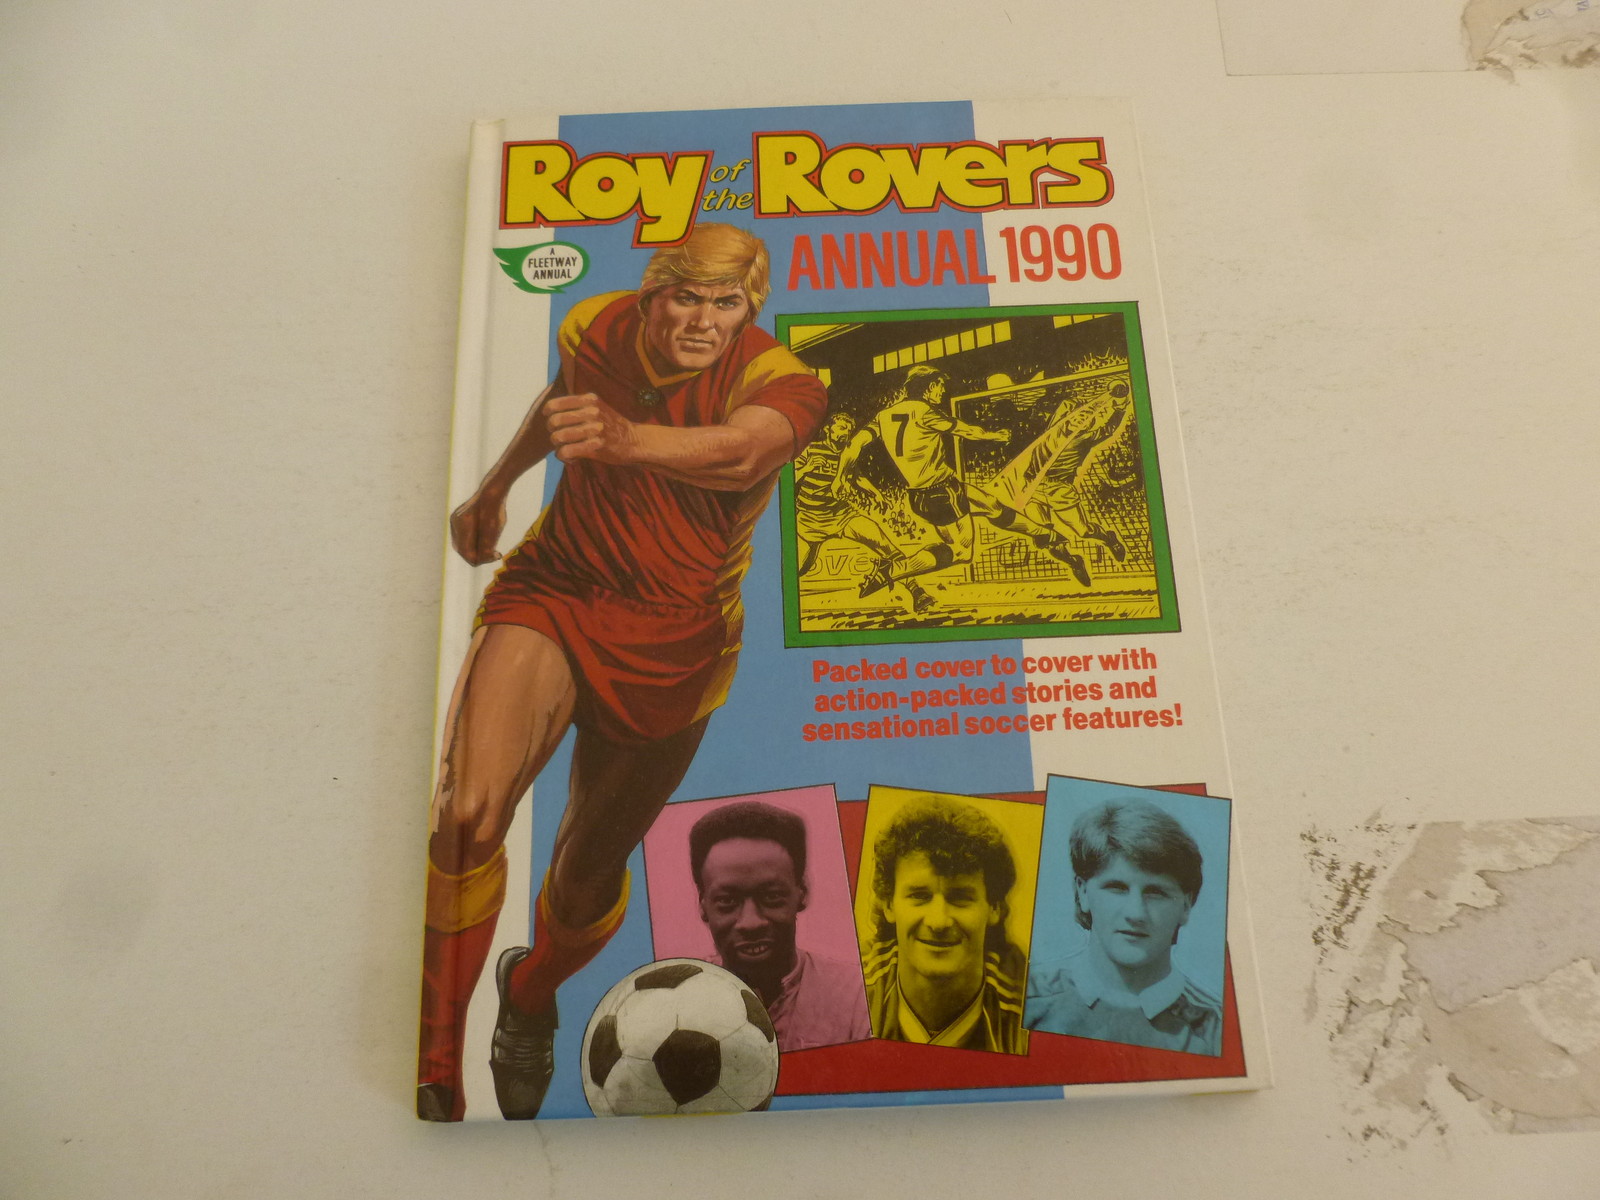 Roy of the Rovers
ANNUAL 1990
A
FLEETWAY
ANNUAL
7
Packed cover to cover with
action-packed stories and
sensational soccer features!